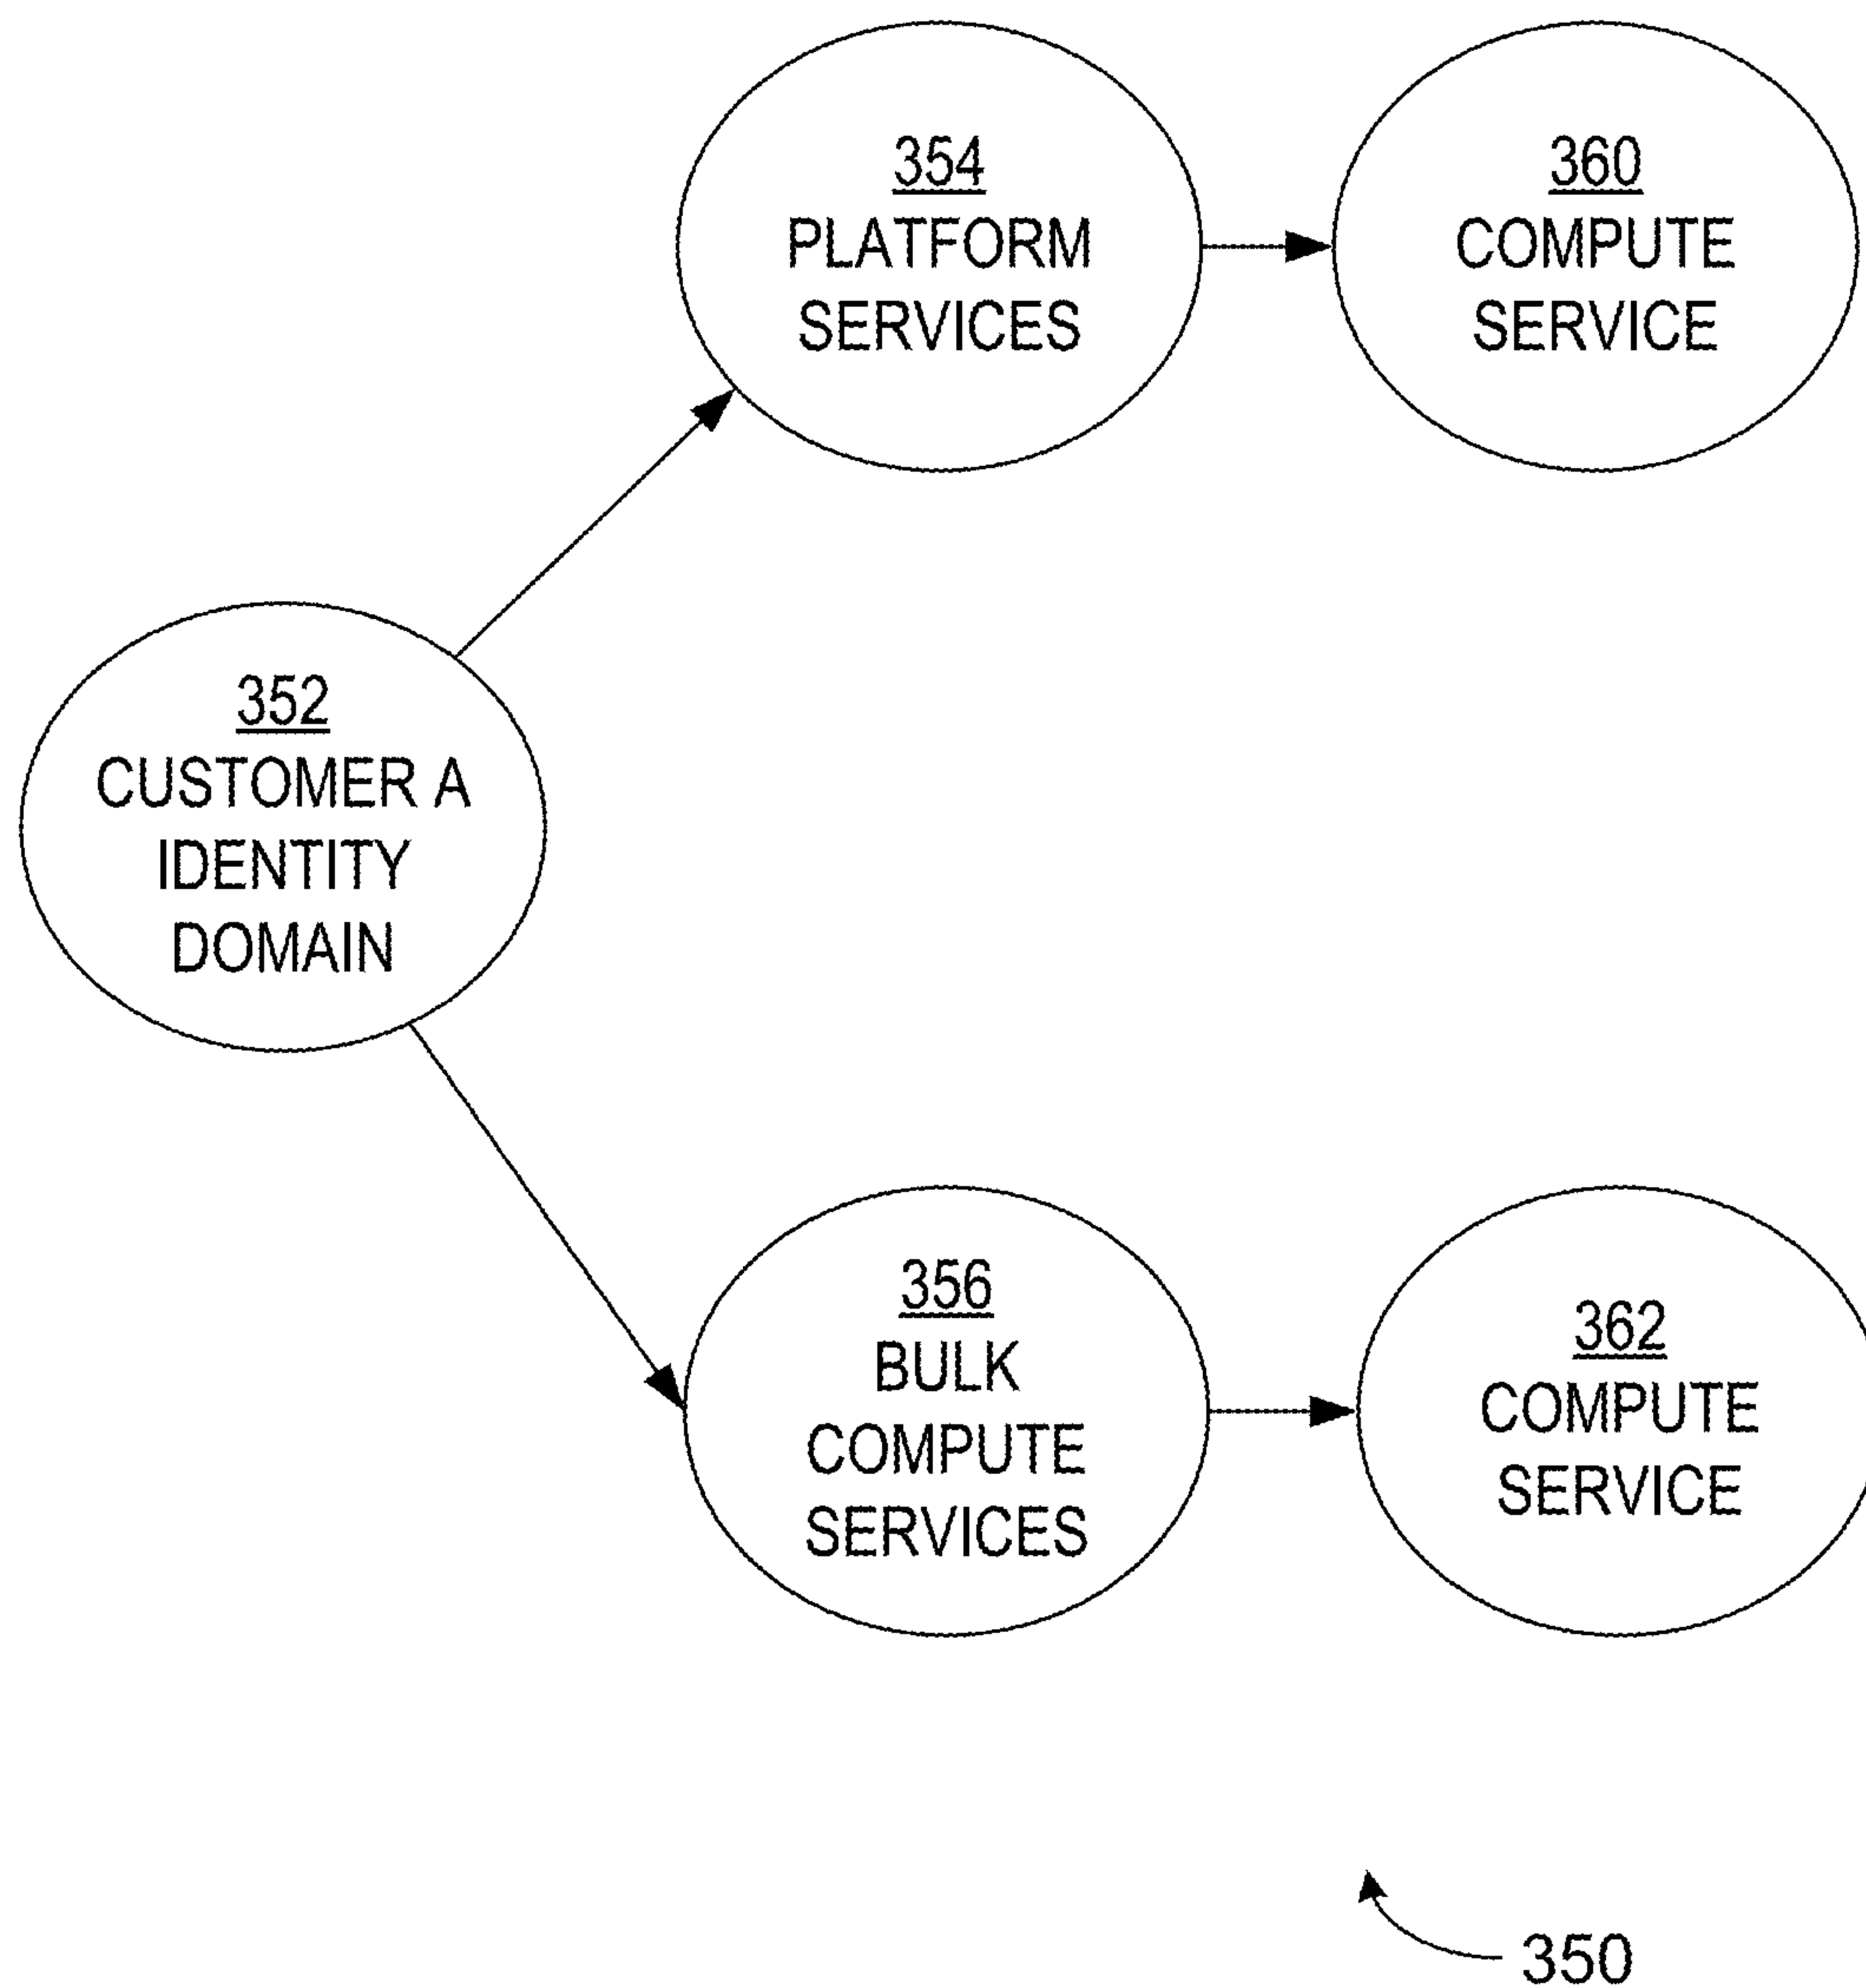 354
PLATFORM
SERVICES
360
COMPUTE
SERVICE
352
CUSTOMER A
IDENTITY
DOMAIN
356
BULK
COMPUTE
SERVICES
362
COMPUTE
SERVICE
350